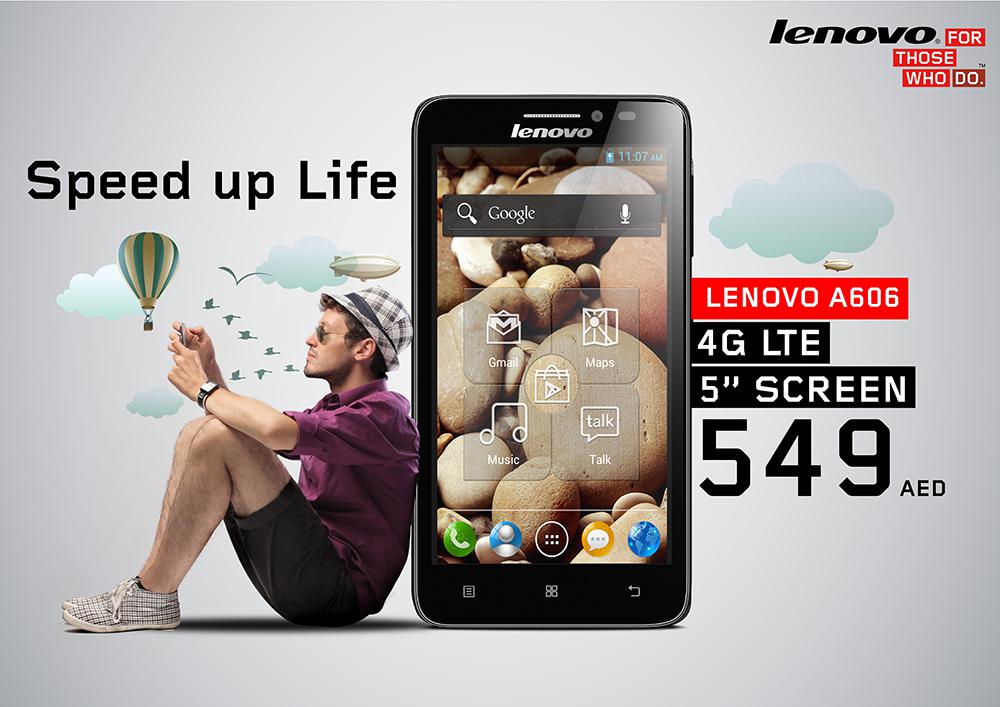 lenovo® FOR
THOSE
WHO DO.™
Speed up Life
lenovo
11:07 AM
Google
Gmail
Maps
Music
talk
Talk
LENOVO A606
4G LTE
5” SCREEN
549 AED